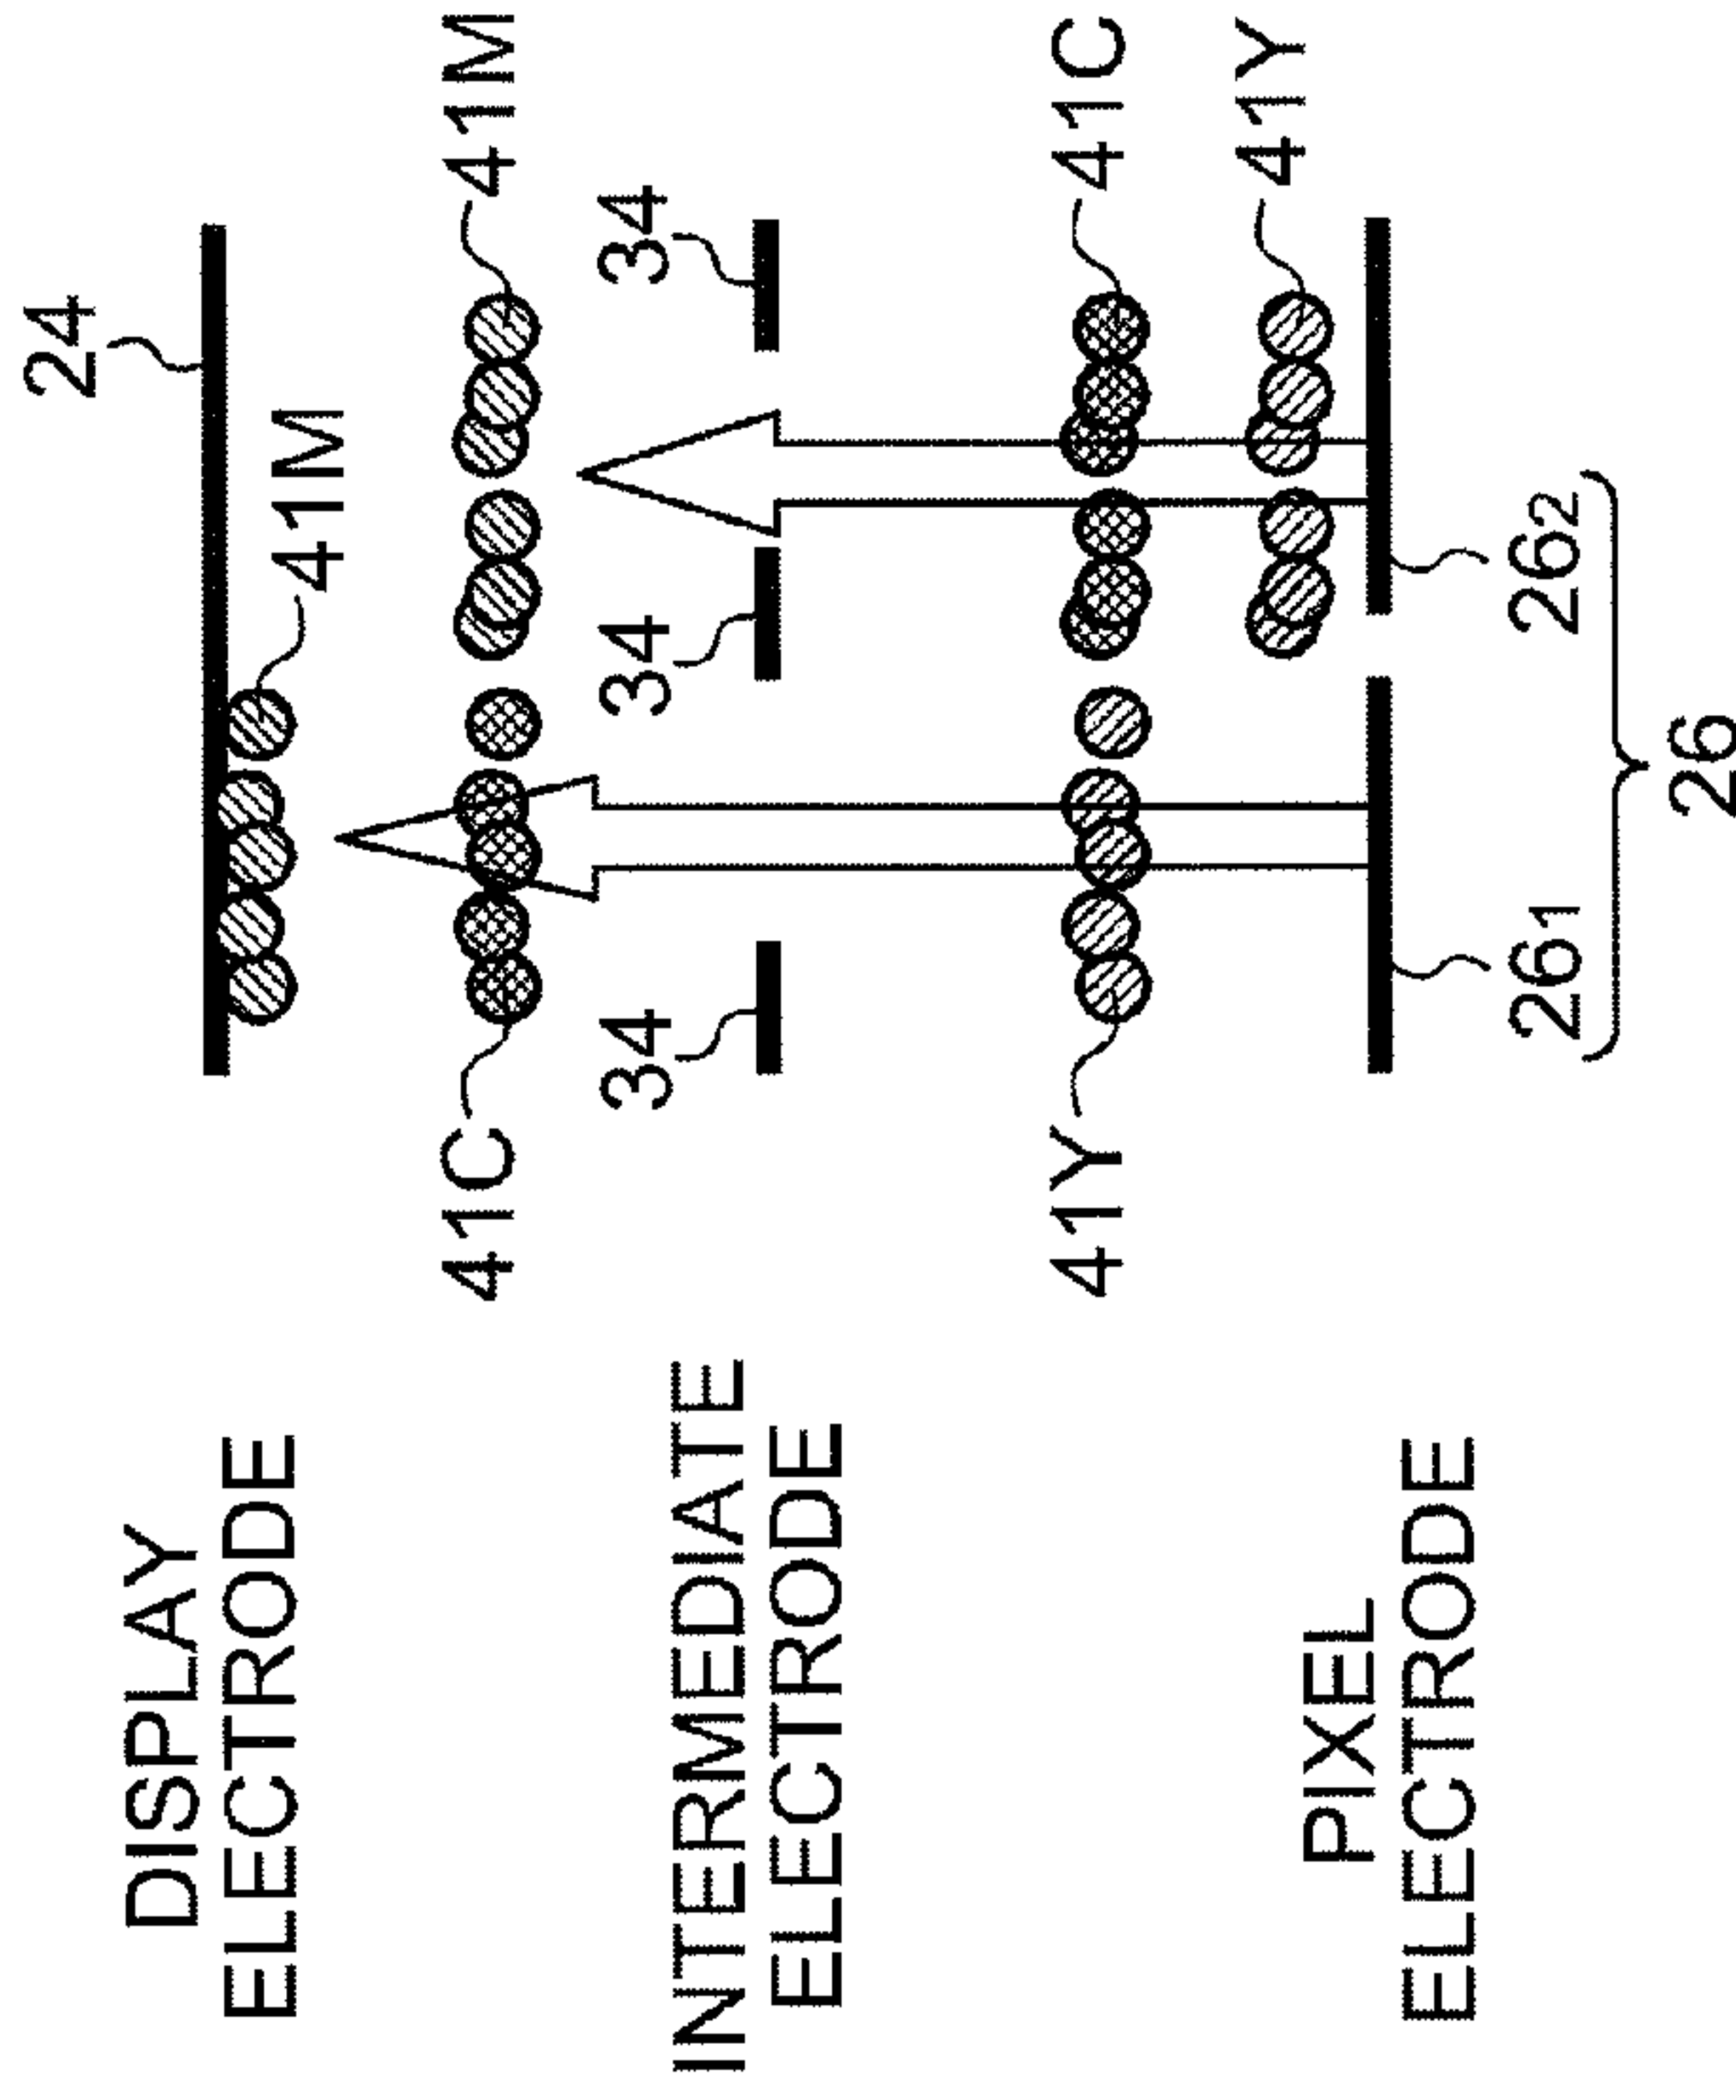 24
DISPLAY
ELECTRODE
41M
41C
41M
34
34
34
INTERMEDIATE
ELECTRODE
41Y
41C
41Y
PIXEL
ELECTRODE
26₁
26₂
26